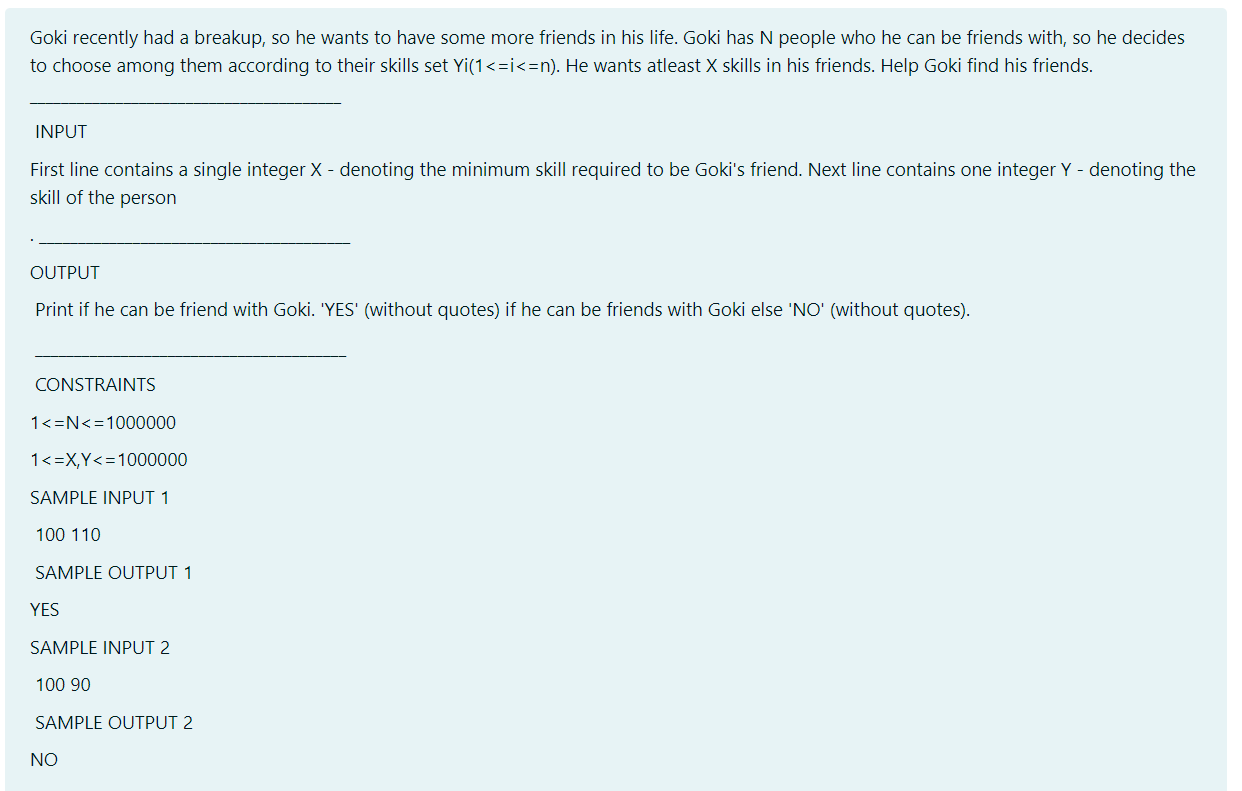 Goki recently had a breakup, so he wants to have some more friends in his life. Goki has N people who he can be friends with, so he decides
to choose among them according to their skills set Yi(1<=i<=n). He wants atleast X skills in his friends. Help Goki find his friends.
________________________________________
INPUT
First line contains a single integer X - denoting the minimum skill required to be Goki's friend. Next line contains one integer Y - denoting the
skill of the person
. ________________________________________
OUTPUT
Print if he can be friend with Goki. 'YES' (without quotes) if he can be friends with Goki else 'NO' (without quotes).
________________________________________
CONSTRAINTS
1<=N<=1000000
1<=X,Y<=1000000
SAMPLE INPUT 1
100 110
SAMPLE OUTPUT 1
YES
SAMPLE INPUT 2
100 90
SAMPLE OUTPUT 2
NO